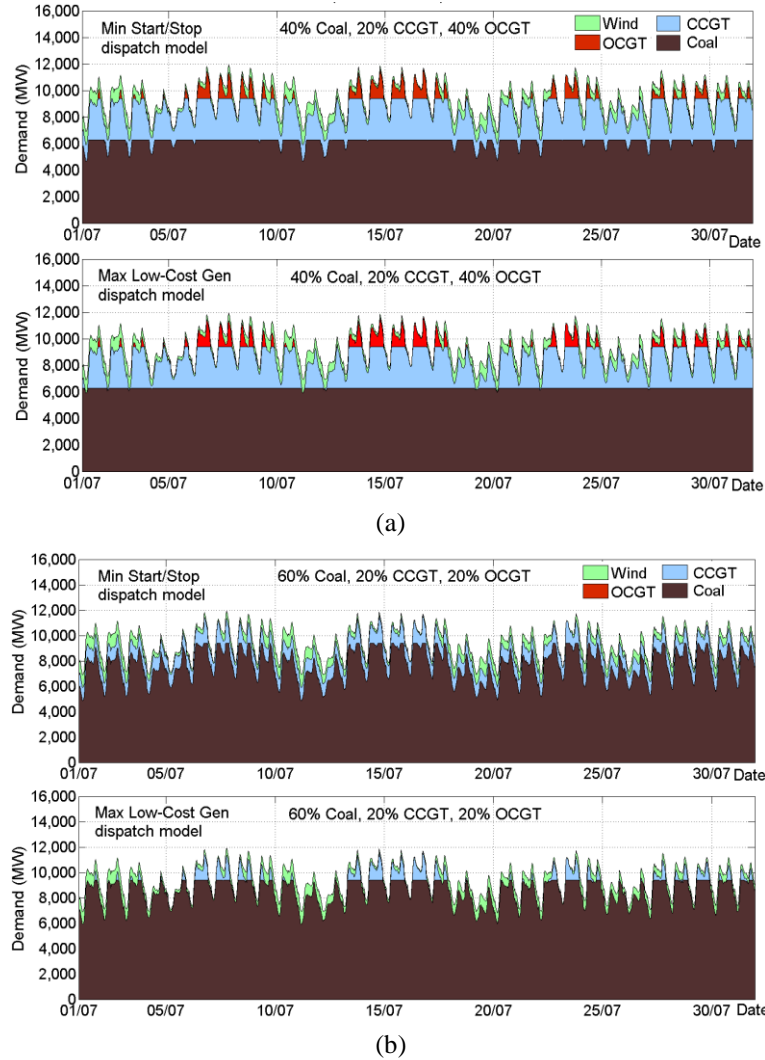 16,000
14,000
12,000
10,000
8,000
6,000
4,000
2,000
0
Demand (MW)
Min Start/Stop
dispatch model
40% Coal, 20% CCGT, 40% OCGT
Wind
CCGT
OCGT
Coal
01/07
05/07
10/07
15/07
20/07
25/07
30/07
Date
16,000
14,000
12,000
10,000
8,000
6,000
4,000
2,000
0
Demand (MW)
Max Low-Cost Gen
dispatch model
40% Coal, 20% CCGT, 40% OCGT
01/07
05/07
10/07
15/07
20/07
25/07
30/07
Date
(a)
16,000
14,000
12,000
10,000
8,000
6,000
4,000
2,000
0
Demand (MW)
Min Start/Stop
dispatch model
60% Coal, 20% CCGT, 20% OCGT
Wind
CCGT
OCGT
Coal
01/07
05/07
10/07
15/07
20/07
25/07
30/07
Date
16,000
14,000
12,000
10,000
8,000
6,000
4,000
2,000
0
Demand (MW)
Max Low-Cost Gen
dispatch model
60% Coal, 20% CCGT, 20% OCGT
01/07
05/07
10/07
15/07
20/07
25/07
30/07
Date
(b)